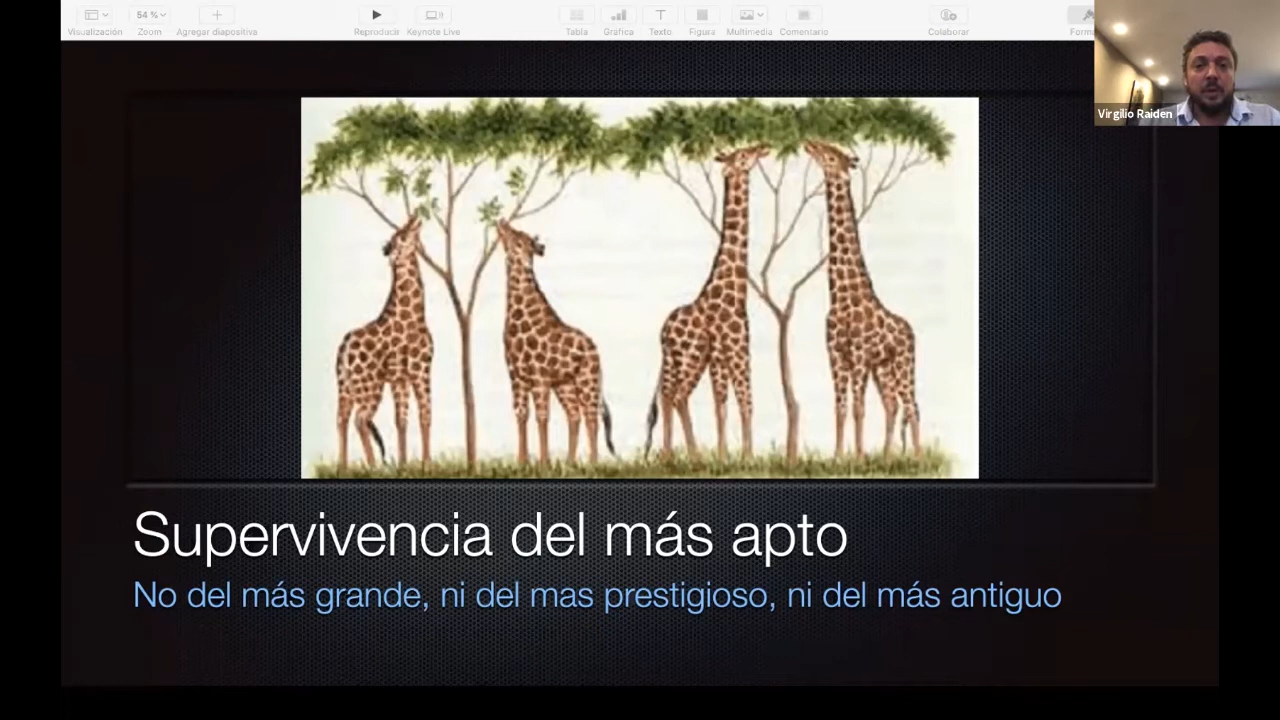 54 %
Visualización
Zoom
Agregar diapositiva
Reproducir
Keynote Live
Tabla
Gráfica
Texto
Figura
Multimedia
Comentario
Colaborar
Virgilio Raiden
Supervivencia del más apto
No del más grande, ni del mas prestigioso, ni del más antiguo